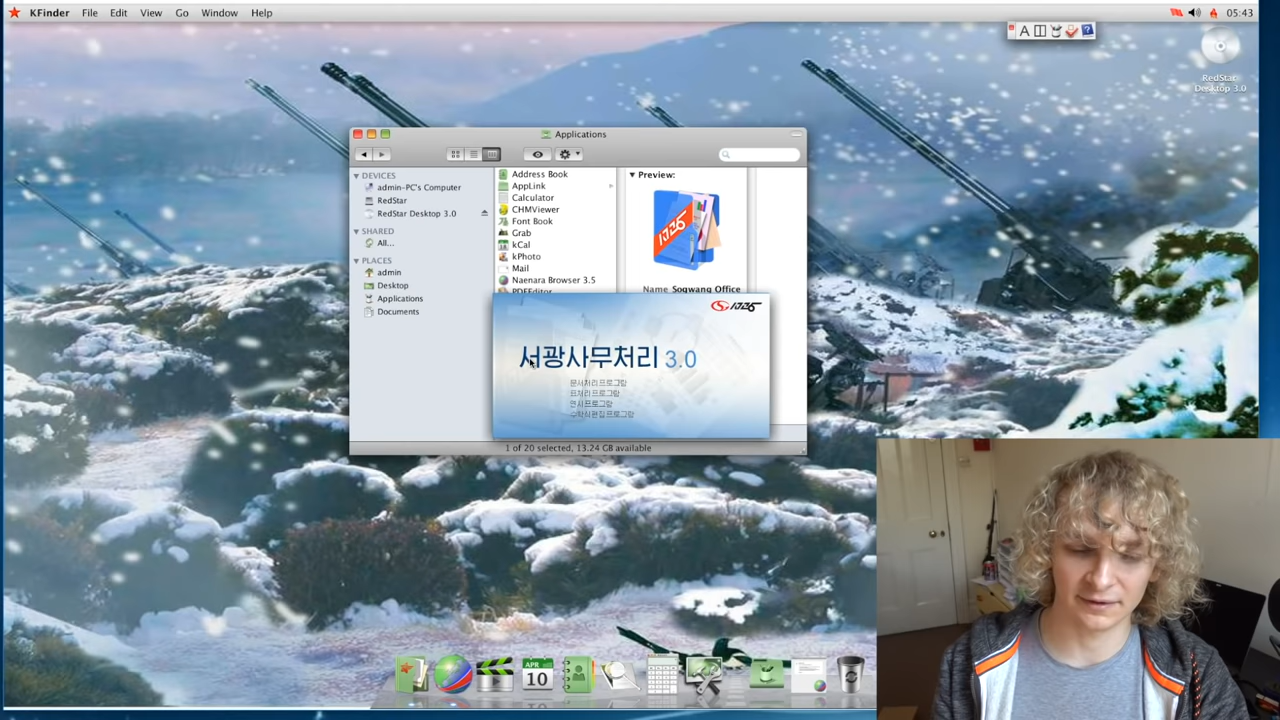 KFinder File Edit View Go Window Help
05:43
RedStar
Desktop 3.0
Applications
DEVICES
admin-PC's Computer
RedStar
RedStar Desktop 3.0
SHARED
All...
PLACES
admin
Desktop
Applications
Documents
Address Book
AppLink
Calculator
CHMViewer
Font Book
Grab
kCal
kPhoto
Mail
Naenara Browser 3.5
PDFEditor
Preview:
Name Sogwang Office
서광사무처리 3.0
문서처리프로그람
표처리프로그람
연시프로그람
수학식편집프로그람
1 of 20 selected, 13.24 GB available
APR
10